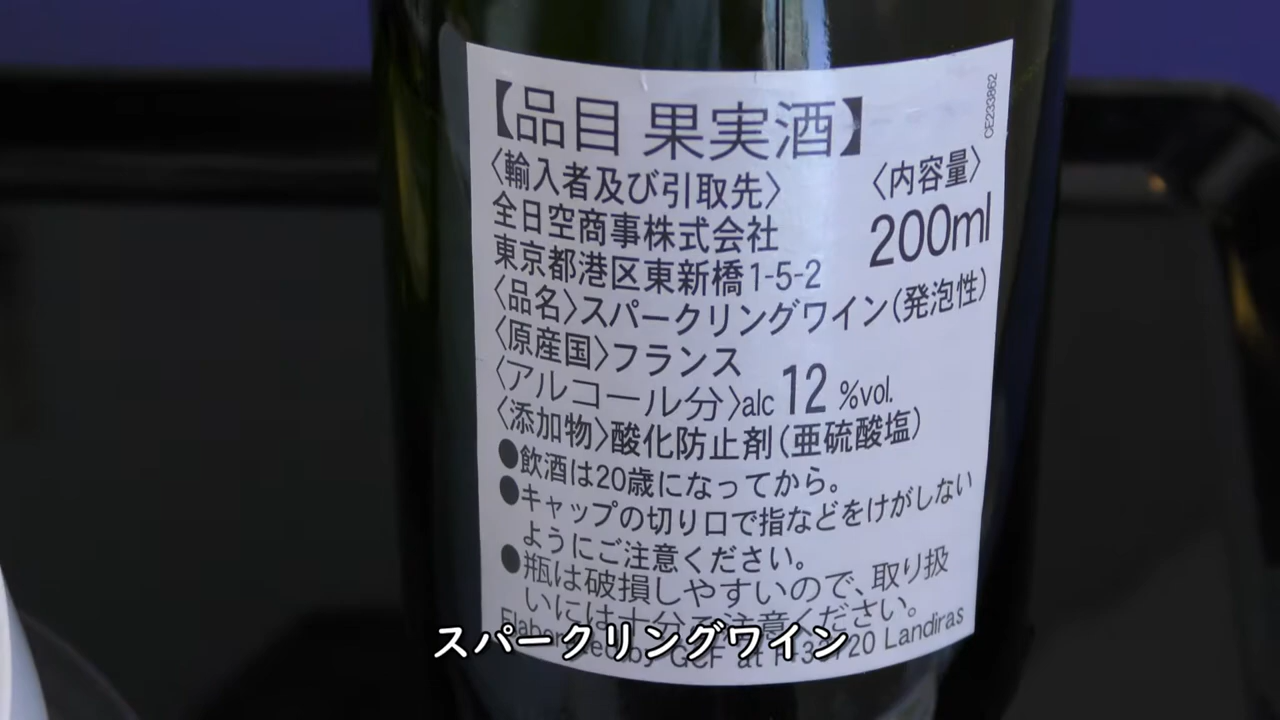 【品目 果実酒】
CE233862
〈輸入者及び引取先〉
全日空商事株式会社
東京都港区東新橋1-5-2
〈内容量〉
200ml
〈品名〉スパークリングワイン(発泡性)
〈原産国〉フランス
〈アルコール分〉alc 12 %vol.
〈添加物〉酸化防止剤(亜硫酸塩)
●飲酒は20歳になってから。
●キャップの切り口で指などをけがしない
ようにご注意ください。
●瓶は破損しやすいので、取り扱
いには十分ご注意ください。
by GCF at Landiras
スパークリングワイン